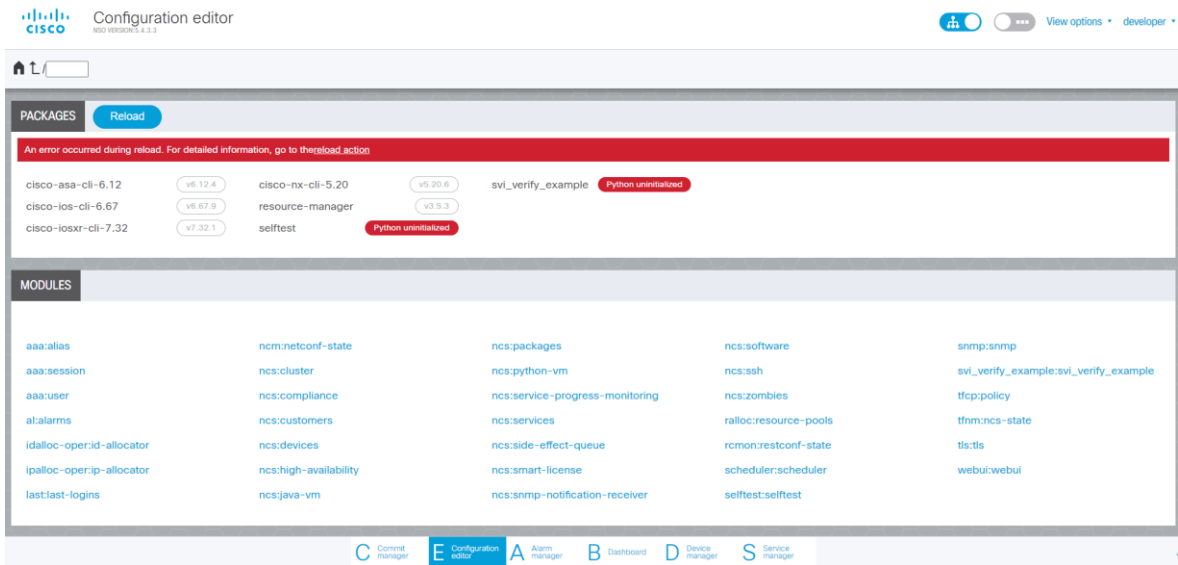 CISCO
Configuration editor
NSO VERSION:5.4.3.3
View options
developer
/
PACKAGES
Reload
An error occurred during reload. For detailed information, go to thereload action
cisco-asa-cli-6.12 v6.12.4 cisco-nx-cli-5.20 v5.20.6 svi_verify_example Python uninitialized
cisco-ios-cli-6.67 v6.67.9 resource-manager v3.5.3
cisco-iosxr-cli-7.32 v7.32.1 selftest Python uninitialized
MODULES
aaa:alias ncm:netconf-state ncs:packages ncs:software snmp:snmp
aaa:session ncs:cluster ncs:python-vm ncs:ssh svi_verify_example:svi_verify_example
aaa:user ncs:compliance ncs:service-progress-monitoring ncs:zombies tfcp:policy
al:alarms ncs:customers ncs:services ralloc:resource-pools tfnm:ncs-state
idalloc-oper:id-allocator ncs:devices ncs:side-effect-queue rcmon:restconf-state tls:tls
ipalloc-oper:ip-allocator ncs:high-availability ncs:smart-license scheduler:scheduler webui:webui
last:last-logins ncs:java-vm ncs:snmp-notification-receiver selftest:selftest
C Commit manager E Configuration editor A Alarm manager B Dashboard D Device manager S Service manager